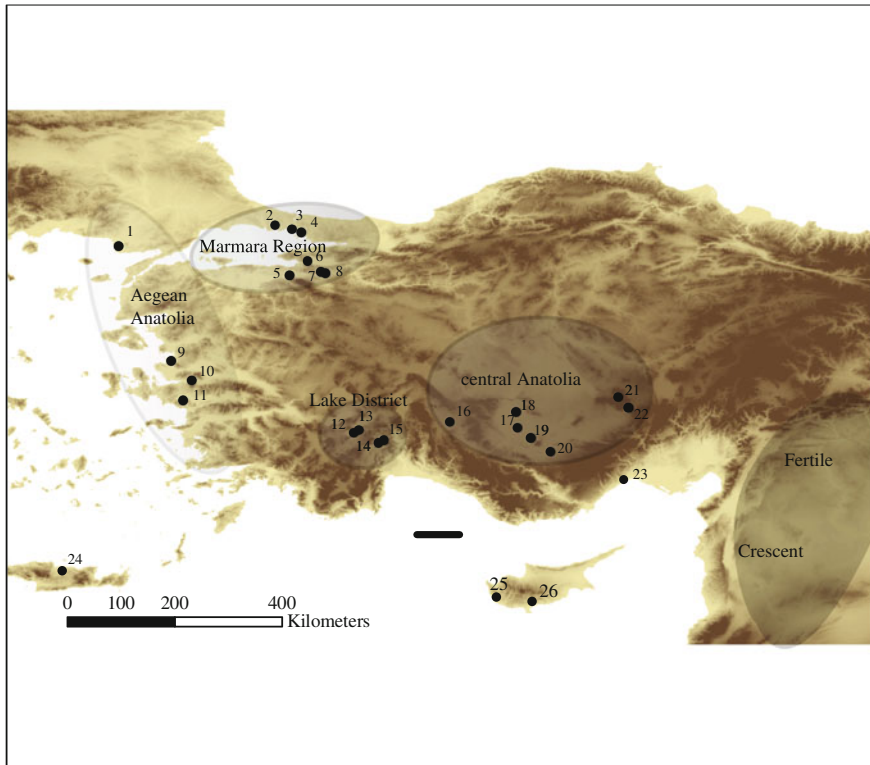 2
3
4
1
Marmara Region
6
5
7
8
Aegean
Anatolia
9
10
11
central Anatolia
21
22
Lake District
13
12
15
14
16
18
17
19
20
23
Fertile
Crescent
24
25
26
0 100 200 400
Kilometers